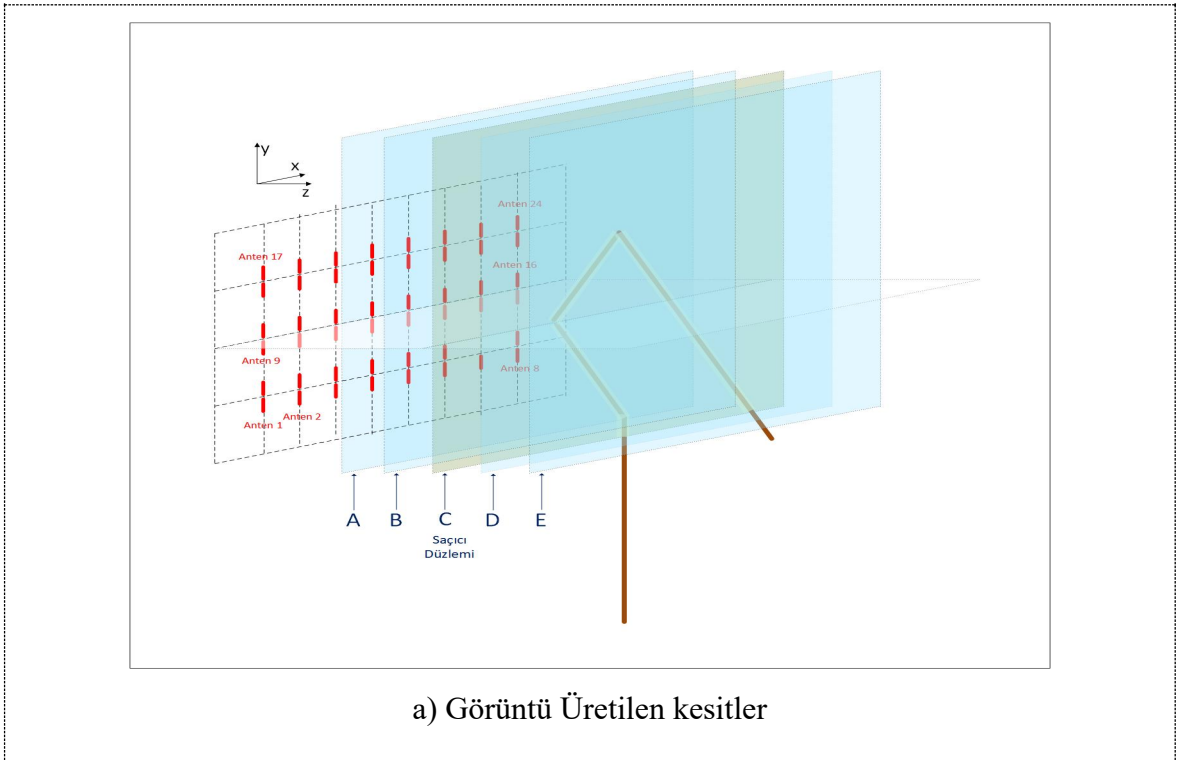 y
x
z
Anten 24
Anten 17
Anten 16
Anten 9
Anten 8
Anten 2
Anten 1
A B C D E
Saçıcı
Düzlemi
a) Görüntü Üretilen kesitler